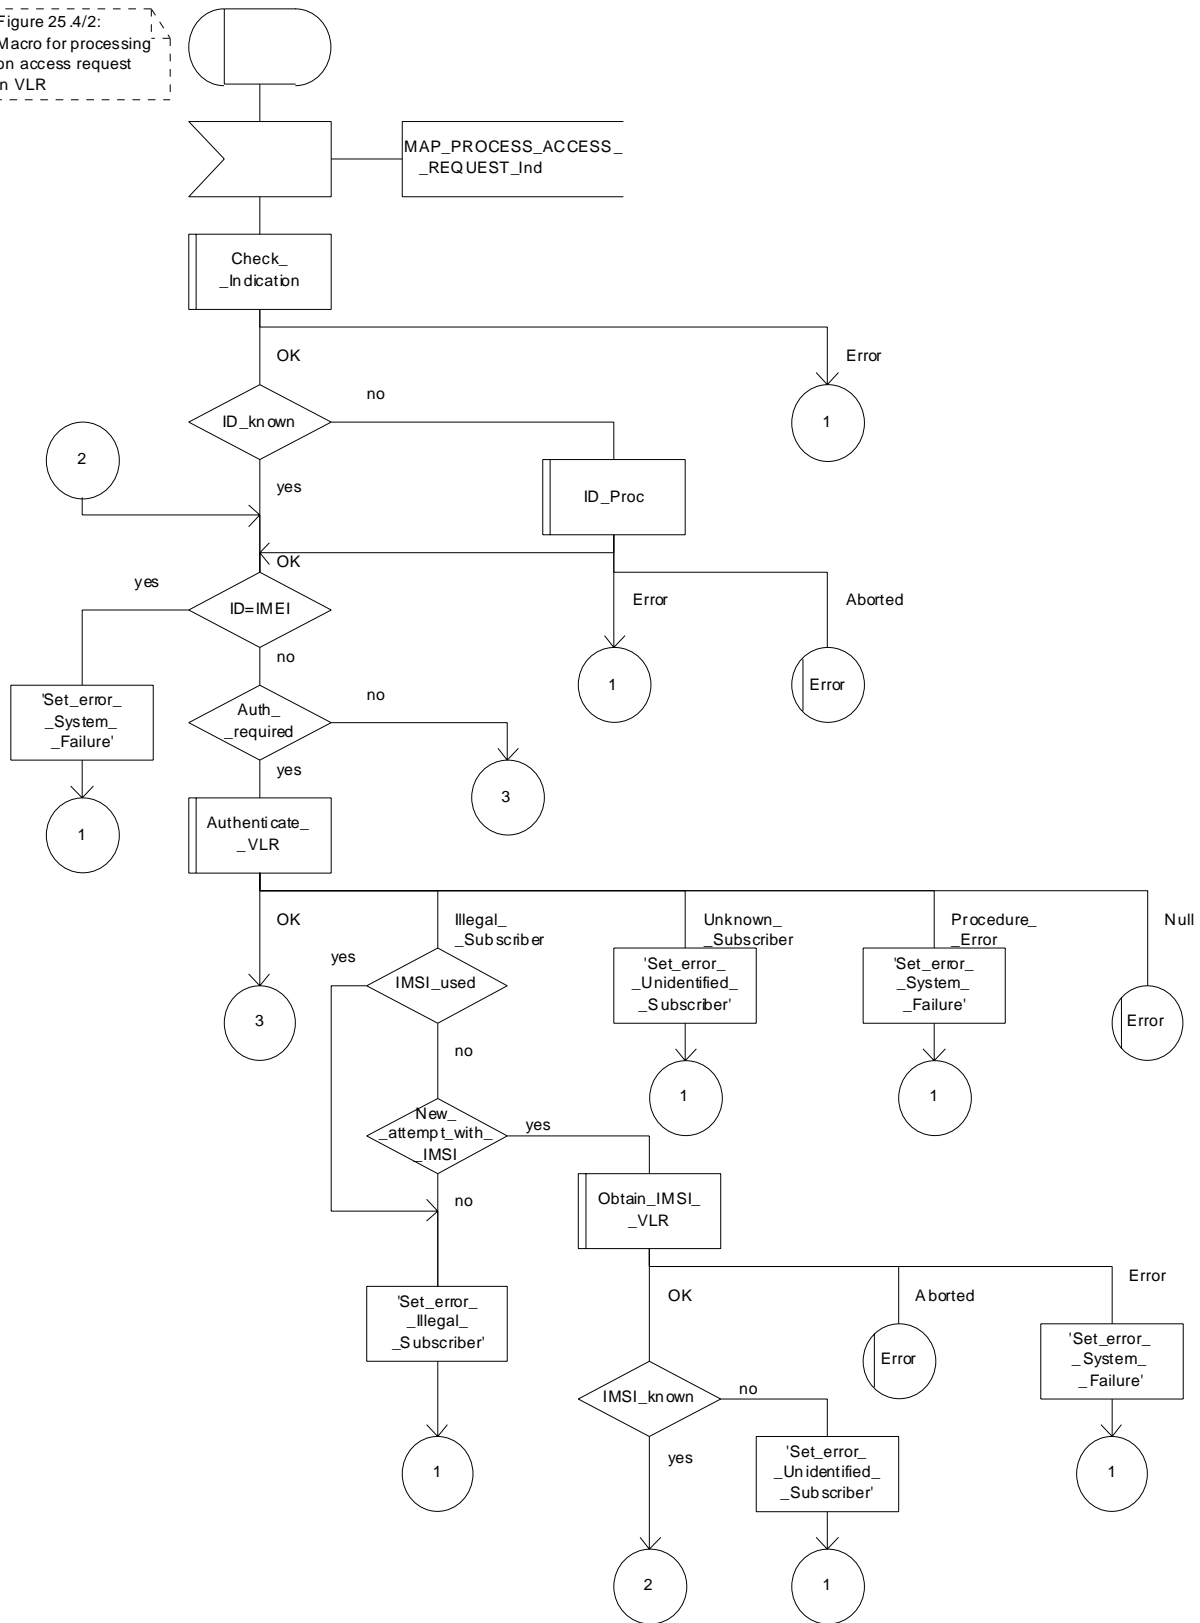 Figure 25.4/2:
Macro for processing
on access request
in VLR
MAP_PROCESS_ACCESS_
_REQUEST_Ind
Check_
_Indication
OK
Error
1
ID_known
no
2
yes
ID_Proc
OK
yes
ID=IMEI
Error
Aborted
no
1
Error
'Set_error_
_System_
_Failure'
Auth_
_required
no
yes
3
1
Authenticate_
_VLR
OK
Illegal_
_Subscriber
Unknown_
_Subscriber
Procedure_
_Error
Null
yes
IMSI_used
'Set_error_
_Unidentified_
_Subscriber'
'Set_error_
_System_
_Failure'
3
Error
no
1
1
New_
_attempt_with_
_IMSI
yes
no
Obtain_IMSI_
_VLR
OK
Aborted
Error
'Set_error_
_Illegal_
_Subscriber'
Error
'Set_error_
_System_
_Failure'
IMSI_known
no
1
yes
'Set_error_
_Unidentified_
_Subscriber'
1
2
1